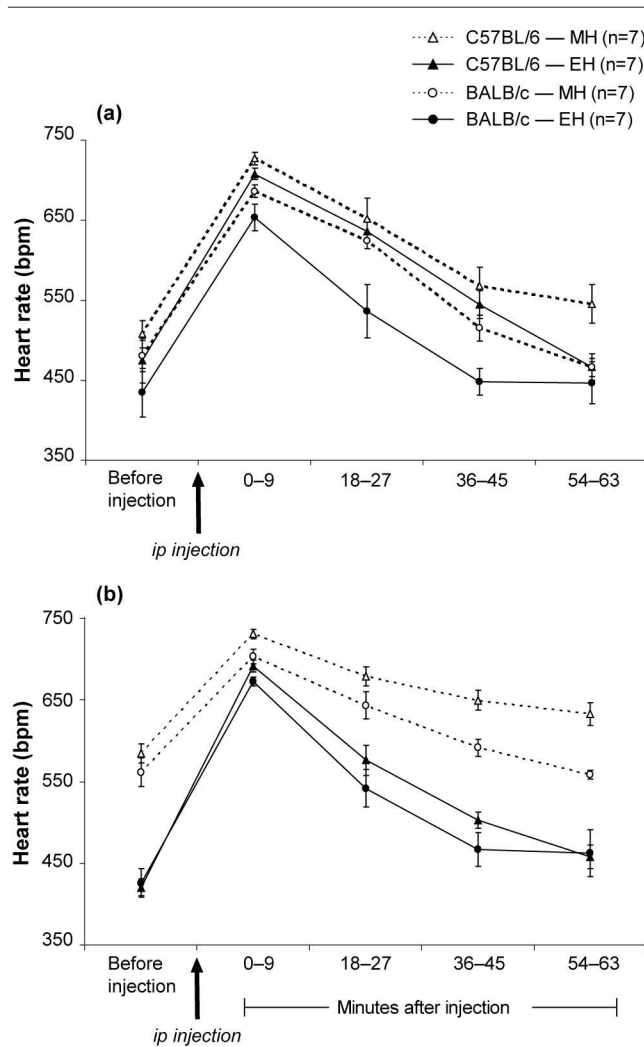 C57BL/6 — MH (n=7)
C57BL/6 — EH (n=7)
BALB/c — MH (n=7)
BALB/c — EH (n=7)
(a)
750
650
550
450
350
Heart rate (bpm)
Before injection
0–9
18–27
36–45
54–63
ip injection
(b)
750
650
550
450
350
Heart rate (bpm)
Before injection
0–9
18–27
36–45
54–63
Minutes after injection
ip injection